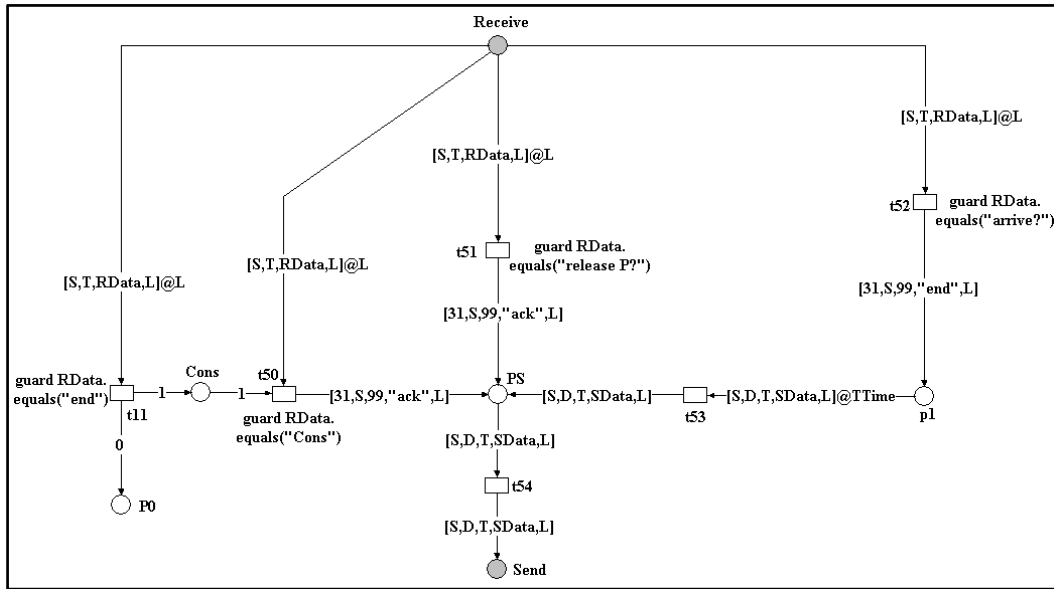 Receive
[S,T,RData,L]@L
[S,T,RData,L]@L
t52
guard RData.
equals("arrive?")
t51
guard RData.
equals("release P?")
[S,T,RData,L]@L
[S,T,RData,L]@L
[31,S,99,"end",L]
[31,S,99,"ack",L]
guard RData.
equals("end")
t11
1
Cons
1
t50
guard RData.
equals("Cons")
[31,S,99,"ack",L]
PS
[S,D,T,SData,L]
t53
[S,D,T,SData,L]@TTime
p1
0
P0
[S,D,T,SData,L]
t54
[S,D,T,SData,L]
Send